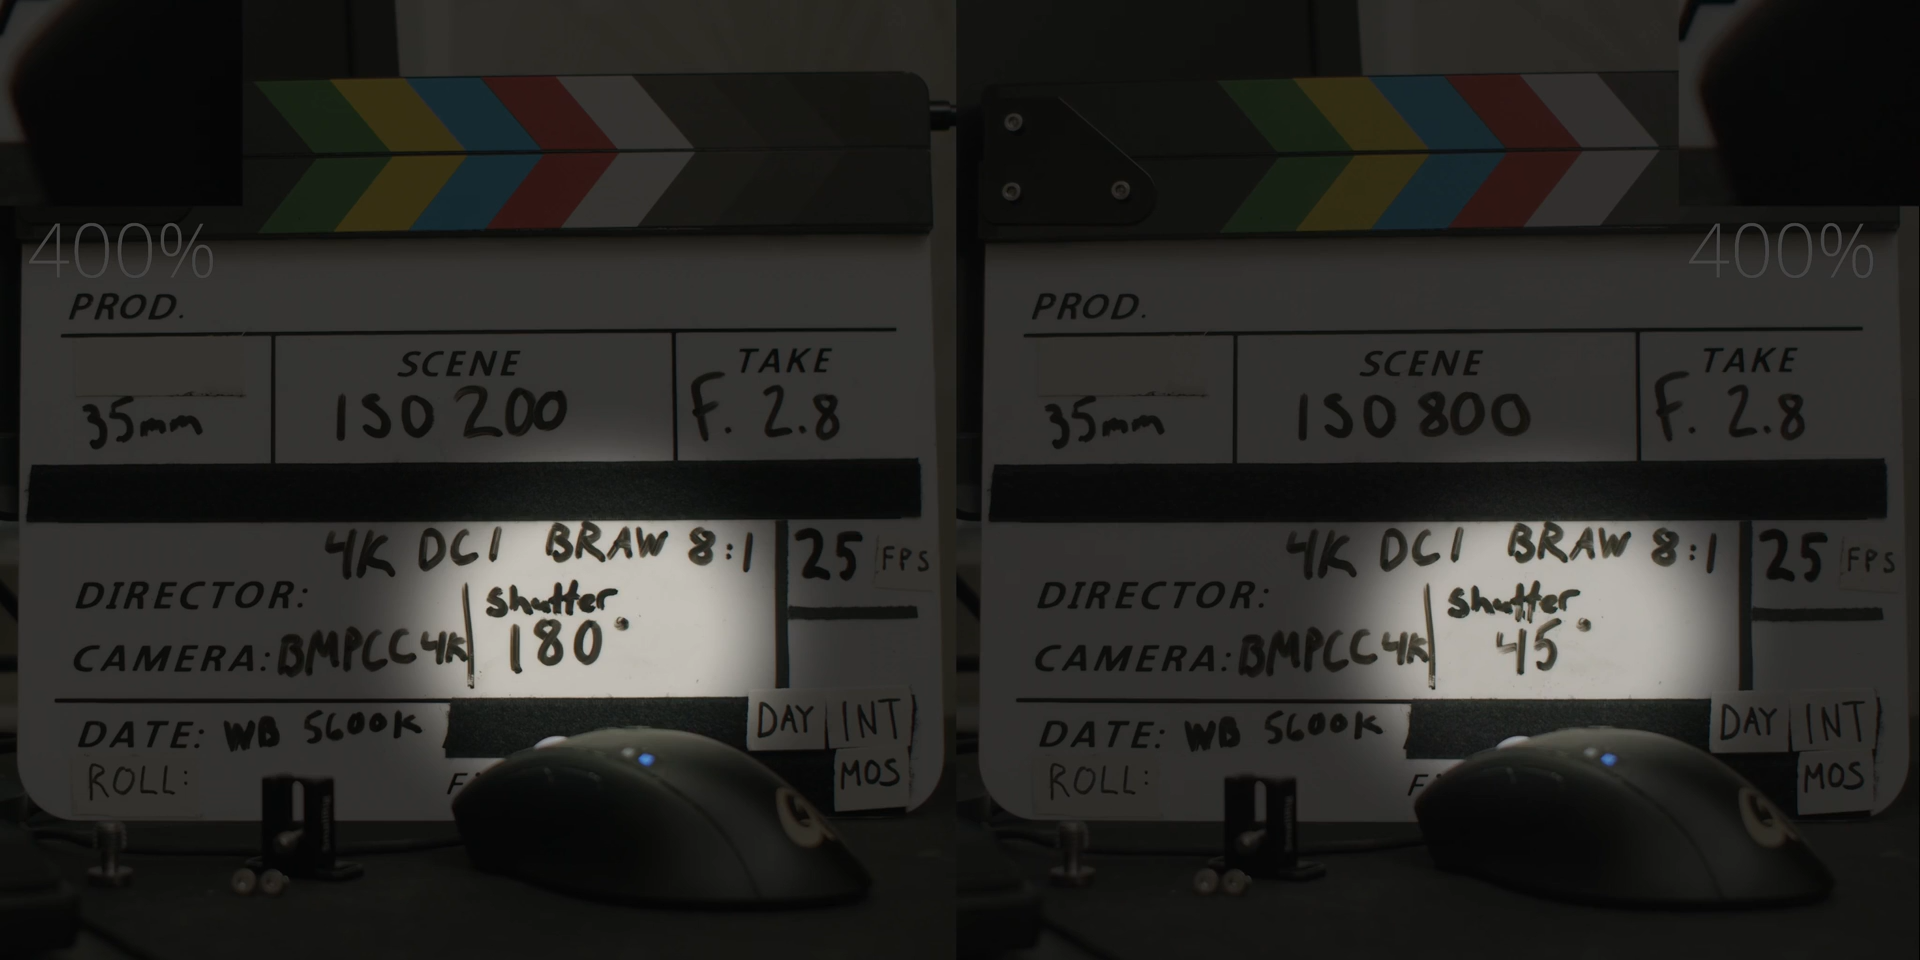 400%
PROD.
SCENE
TAKE
35mm
ISO 200
F. 2.8
4K DCI BRAW 8:1
25 FPS
DIRECTOR:
Shutter
180°
CAMERA: BMPCC4K
DATE: WB 5600K
DAY INT
ROLL:
MOS
400%
PROD.
SCENE
TAKE
35mm
ISO 800
F. 2.8
4K DCI BRAW 8:1
25 FPS
DIRECTOR:
Shutter
45°
CAMERA: BMPCC4K
DATE: WB 5600K
DAY INT
ROLL:
MOS